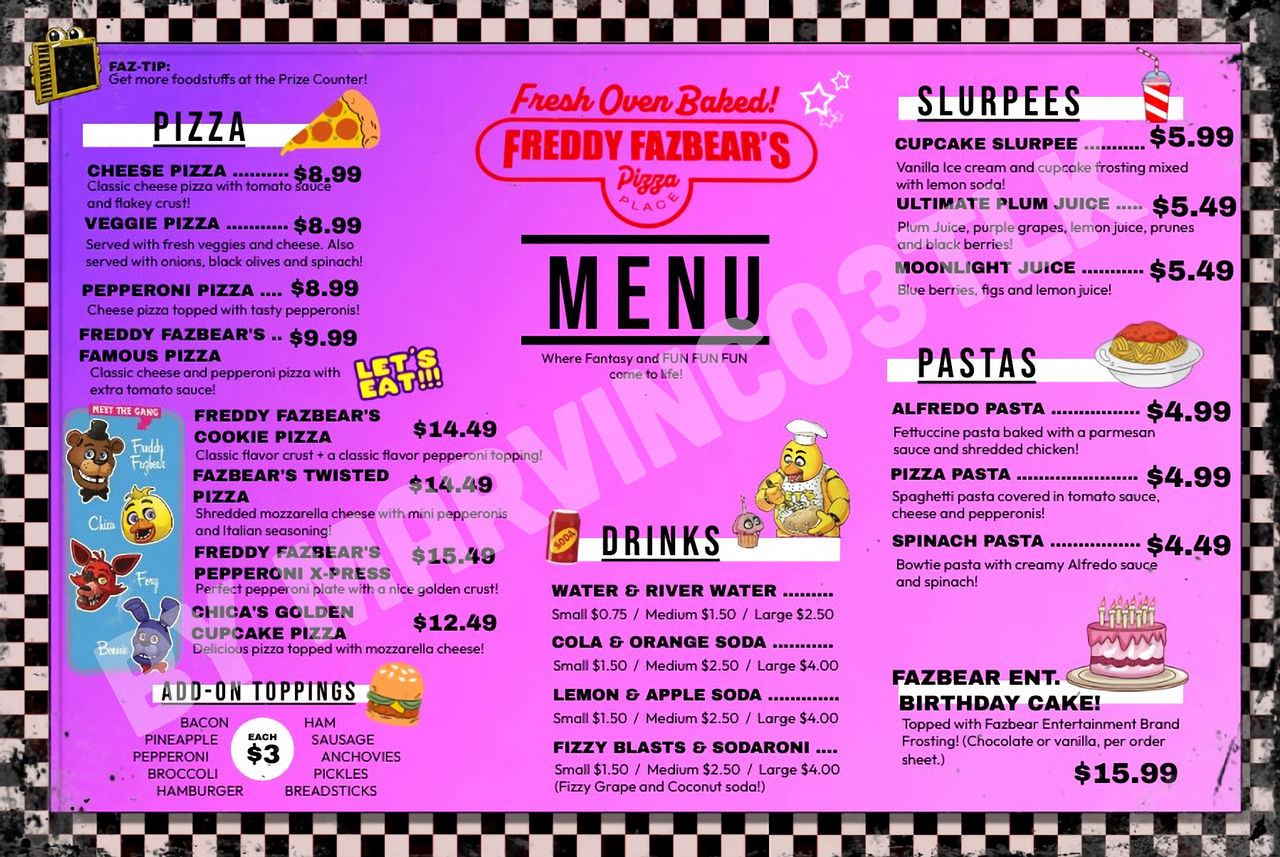 FAZ-TIP:
Get more foodstuffs at the Prize Counter!
PIZZA
CHEESE PIZZA .......... $8.99
Classic cheese pizza with tomato sauce
and flakey crust!
VEGGIE PIZZA ........... $8.99
Served with fresh veggies and cheese. Also
served with onions, black olives and spinach!
PEPPERONI PIZZA .... $8.99
Cheese pizza topped with tasty pepperonis!
FREDDY FAZBEAR'S .. $9.99
FAMOUS PIZZA
Classic cheese and pepperoni pizza with
extra tomato sauce!
LET'S
EAT!!!
MEET THE GANG
Freddy
Fazbear
Chica
Foxy
Bonnie
FREDDY FAZBEAR'S
COOKIE PIZZA $14.49
Classic flavor crust + a classic flavor pepperoni topping!
FAZBEAR'S TWISTED
PIZZA $14.49
Shredded mozzarella cheese with mini pepperonis
and Italian seasoning!
FREDDY FAZBEAR'S
PEPPERONI X-PRESS $15.49
Perfect pepperoni plate with a nice golden crust!
CHICA'S GOLDEN
CUPCAKE PIZZA $12.49
Delicious pizza topped with mozzarella cheese!
ADD-ON TOPPINGS
BACON HAM
PINEAPPLE SAUSAGE
PEPPERONI ANCHOVIES
BROCCOLI PICKLES
HAMBURGER BREADSTICKS
EACH
$3
Fresh Oven Baked!
FREDDY FAZBEAR'S
Pizza
PLACE
MENU
Where Fantasy and FUN FUN FUN
come to life!
LET'S
SODA
DRINKS
WATER & RIVER WATER .........
Small $0.75 / Medium $1.50 / Large $2.50
COLA & ORANGE SODA ...........
Small $1.50 / Medium $2.50 / Large $4.00
LEMON & APPLE SODA .............
Small $1.50 / Medium $2.50 / Large $4.00
FIZZY BLASTS & SODARONI ....
Small $1.50 / Medium $2.50 / Large $4.00
(Fizzy Grape and Coconut soda!)
SLURPEES
CUPCAKE SLURPEE ........... $5.99
Vanilla Ice cream and cupcake frosting mixed
with lemon soda!
ULTIMATE PLUM JUICE ..... $5.49
Plum Juice, purple grapes, lemon juice, prunes
and black berries!
MOONLIGHT JUICE ........... $5.49
Blue berries, figs and lemon juice!
PASTAS
ALFREDO PASTA ................ $4.99
Fettuccine pasta baked with a parmesan
sauce and shredded chicken!
PIZZA PASTA ...................... $4.99
Spaghetti pasta covered in tomato sauce,
cheese and pepperonis!
SPINACH PASTA ................ $4.49
Bowtie pasta with creamy Alfredo sauce
and spinach!
FAZBEAR ENT.
BIRTHDAY CAKE!
Topped with Fazbear Entertainment Brand
Frosting! (Chocolate or vanilla, per order
sheet.)
$15.99
BY MARVINCO3TLK